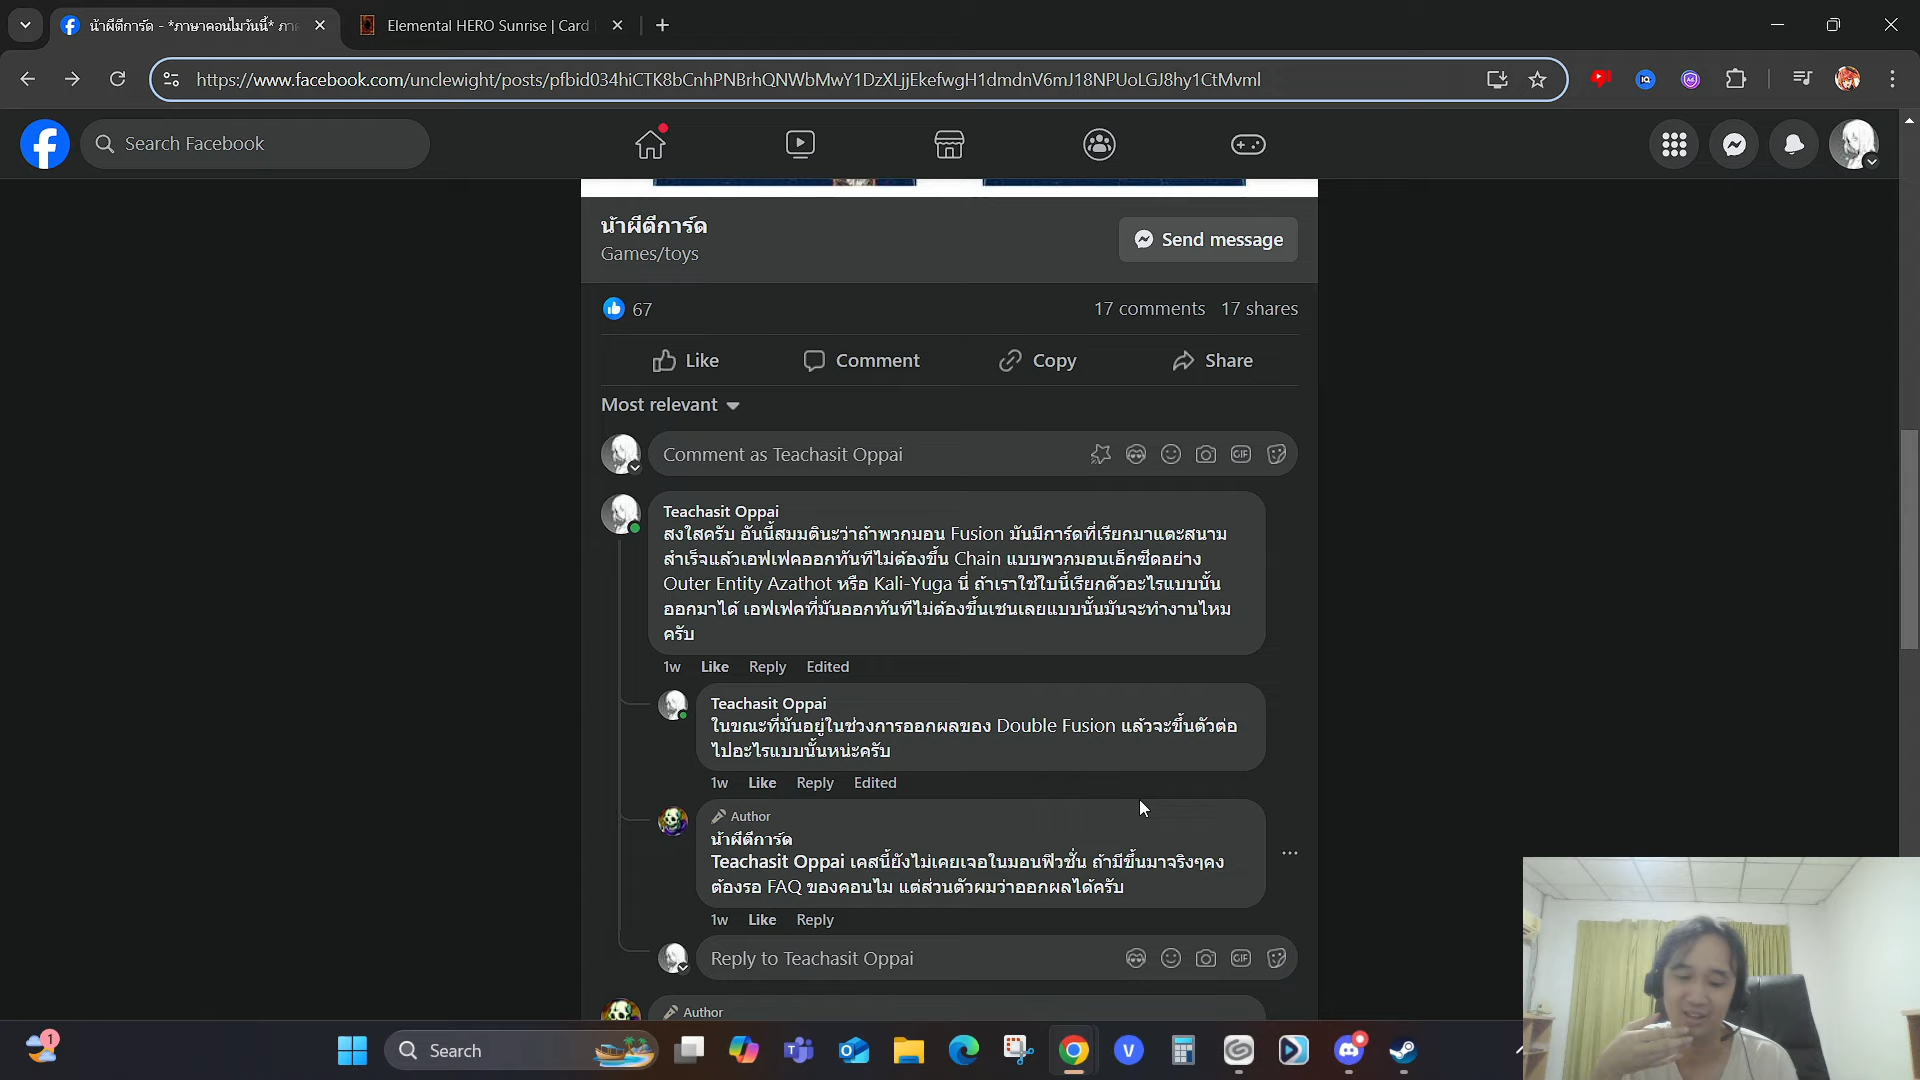 น้าผีตีการ์ด - *ภาษาคอนไมวันนี้* ภา
Elemental HERO Sunrise | Card
https://www.facebook.com/unclewight/posts/pfbid034hiCTK8bCnhPNBrhQNWbMwY1DzXLjjEkefwgH1dmdnV6mJ18NPUoLGJ8hy1CtMvml
Search Facebook
น้าผีตีการ์ด
Games/toys
Send message
67
17 comments 17 shares
Like
Comment
Copy
Share
Most relevant
Comment as Teachasit Oppai
Teachasit Oppai
สงใสครับ อันนี้สมมตินะว่าถ้าพวกมอน Fusion มันมีการ์ดที่เรียกมาแตะสนาม
สำเร็จแล้วเอฟเฟคออกทันทีไม่ต้องขึ้น Chain แบบพวกมอนเอ็กซีดอย่าง
Outer Entity Azathot หรือ Kali-Yuga นี่ ถ้าเราใช้ใบนี้เรียกตัวอะไรแบบนั้น
ออกมาได้ เอฟเฟคที่มันออกทันทีไม่ต้องขึ้นเชนเลยแบบนั้นมันจะทำงานไหม
ครับ
1w Like Reply Edited
Teachasit Oppai
ในขณะที่มันอยู่ในช่วงการออกผลของ Double Fusion แล้วจะขึ้นตัวต่อ
ไปอะไรแบบนั้นหน่ะครับ
1w Like Reply Edited
Author
น้าผีตีการ์ด
Teachasit Oppai เคสนี้ยังไม่เคยเจอในมอนฟิวชั่น ถ้ามีขึ้นมาจริงๆคง
ต้องรอ FAQ ของคอนไม แต่ส่วนตัวผมว่าออกผลได้ครับ
1w Like Reply
Reply to Teachasit Oppai
Author
1
Search